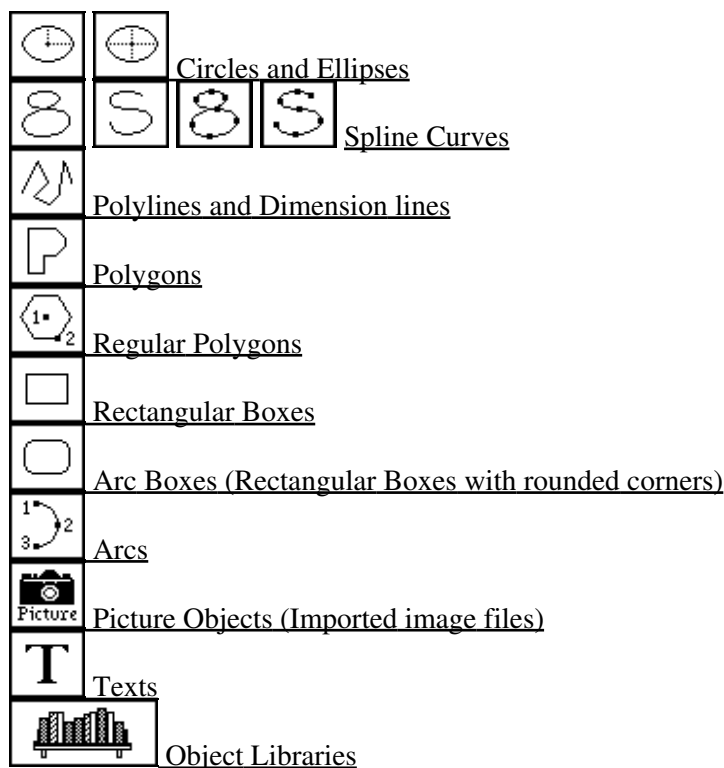 Circles and Ellipses
Spline Curves
Polylines and Dimension lines
Polygons
1 2
Regular Polygons
Rectangular Boxes
Arc Boxes (Rectangular Boxes with rounded corners)
1 2 3
Arcs
Picture
Picture Objects (Imported image files)
T
Texts
Object Libraries